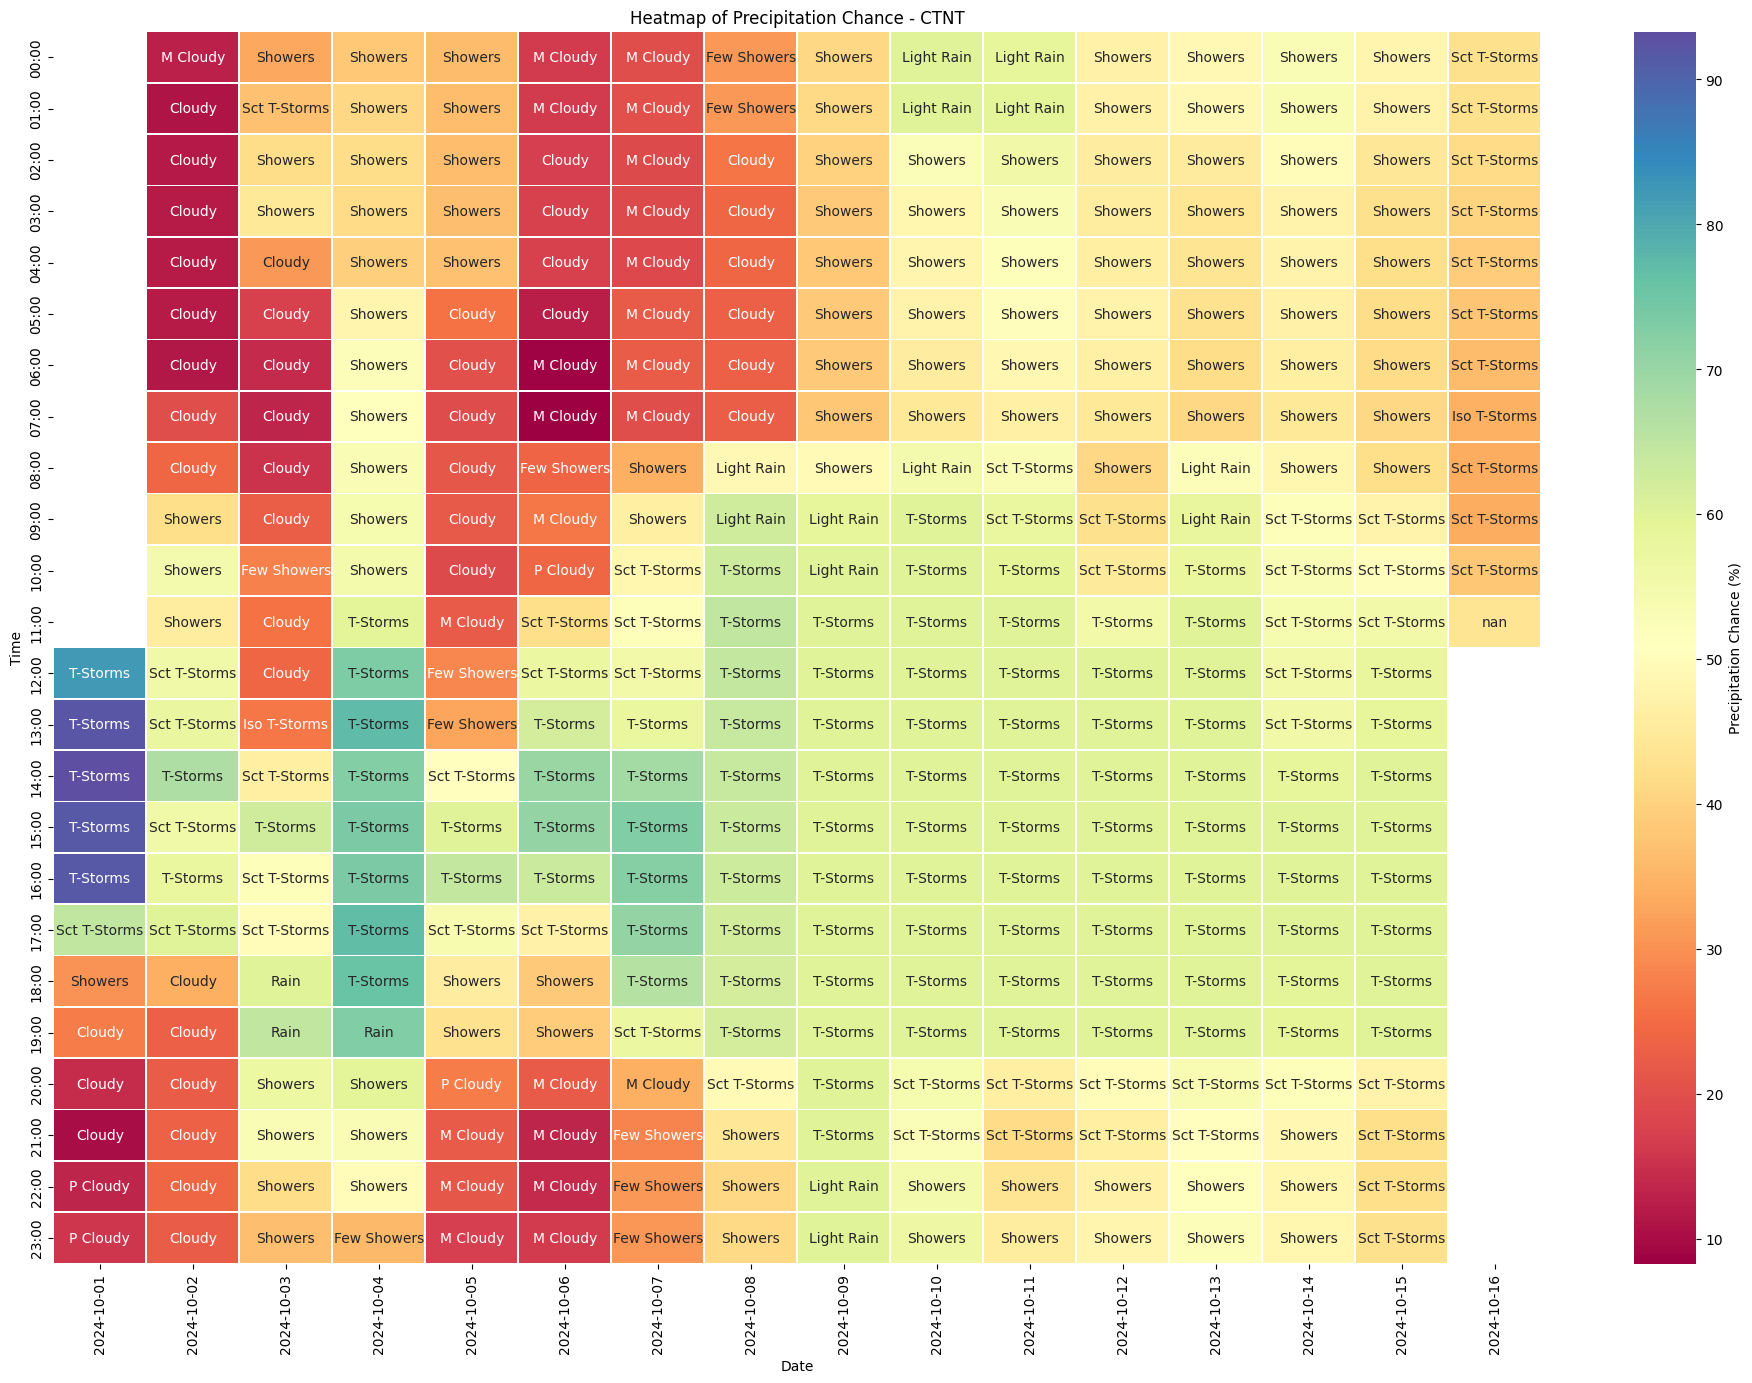 Heatmap of Precipitation Chance - CTNT
00:00 M Cloudy Showers Showers Showers M Cloudy M Cloudy Few Showers Showers Light Rain Light Rain Showers Showers Showers Showers Sct T-Storms
01:00 Cloudy Sct T-Storms Showers Showers M Cloudy M Cloudy Few Showers Showers Light Rain Light Rain Showers Showers Showers Showers Sct T-Storms
02:00 Cloudy Showers Showers Showers Cloudy M Cloudy Cloudy Showers Showers Showers Showers Showers Showers Showers Sct T-Storms
03:00 Cloudy Showers Showers Showers Cloudy M Cloudy Cloudy Showers Showers Showers Showers Showers Showers Showers Sct T-Storms
04:00 Cloudy Cloudy Showers Showers Cloudy M Cloudy Cloudy Showers Showers Showers Showers Showers Showers Showers Sct T-Storms
05:00 Cloudy Cloudy Showers Cloudy Cloudy M Cloudy Cloudy Showers Showers Showers Showers Showers Showers Showers Sct T-Storms
06:00 Cloudy Cloudy Showers Cloudy M Cloudy M Cloudy Cloudy Showers Showers Showers Showers Showers Showers Showers Sct T-Storms
07:00 Cloudy Cloudy Showers Cloudy M Cloudy M Cloudy Cloudy Showers Showers Showers Showers Showers Showers Showers Iso T-Storms
08:00 Cloudy Cloudy Showers Cloudy Few Showers Showers Light Rain Showers Light Rain Sct T-Storms Showers Light Rain Showers Showers Sct T-Storms
09:00 Showers Cloudy Showers Cloudy M Cloudy Showers Light Rain Light Rain T-Storms Sct T-Storms Sct T-Storms Light Rain Sct T-Storms Sct T-Storms Sct T-Storms
10:00 Showers Few Showers Showers Cloudy P Cloudy Sct T-Storms T-Storms Light Rain T-Storms T-Storms Sct T-Storms T-Storms Sct T-Storms Sct T-Storms Sct T-Storms
11:00 Showers Cloudy T-Storms M Cloudy Sct T-Storms Sct T-Storms T-Storms T-Storms T-Storms T-Storms T-Storms T-Storms Sct T-Storms Sct T-Storms nan
12:00 T-Storms Sct T-Storms Cloudy T-Storms Few Showers Sct T-Storms Sct T-Storms T-Storms T-Storms T-Storms T-Storms T-Storms T-Storms Sct T-Storms T-Storms
13:00 T-Storms Sct T-Storms Iso T-Storms T-Storms Few Showers T-Storms T-Storms T-Storms T-Storms T-Storms T-Storms T-Storms T-Storms Sct T-Storms T-Storms
14:00 T-Storms T-Storms Sct T-Storms T-Storms Sct T-Storms T-Storms T-Storms T-Storms T-Storms T-Storms T-Storms T-Storms T-Storms T-Storms T-Storms
15:00 T-Storms Sct T-Storms T-Storms T-Storms T-Storms T-Storms T-Storms T-Storms T-Storms T-Storms T-Storms T-Storms T-Storms T-Storms T-Storms
16:00 T-Storms T-Storms Sct T-Storms T-Storms T-Storms T-Storms T-Storms T-Storms T-Storms T-Storms T-Storms T-Storms T-Storms T-Storms T-Storms
17:00 Sct T-Storms Sct T-Storms Sct T-Storms T-Storms Sct T-Storms Sct T-Storms T-Storms T-Storms T-Storms T-Storms T-Storms T-Storms T-Storms T-Storms T-Storms
18:00 Showers Cloudy Rain T-Storms Showers Showers T-Storms T-Storms T-Storms T-Storms T-Storms T-Storms T-Storms T-Storms T-Storms
19:00 Cloudy Cloudy Rain Rain Showers Showers Sct T-Storms T-Storms T-Storms T-Storms T-Storms T-Storms T-Storms T-Storms T-Storms
20:00 Cloudy Cloudy Showers Showers P Cloudy M Cloudy M Cloudy Sct T-Storms T-Storms Sct T-Storms Sct T-Storms Sct T-Storms Sct T-Storms Sct T-Storms Sct T-Storms
21:00 Cloudy Cloudy Showers Showers M Cloudy M Cloudy Few Showers Showers T-Storms Sct T-Storms Sct T-Storms Sct T-Storms Sct T-Storms Showers Sct T-Storms
22:00 P Cloudy Cloudy Showers Showers M Cloudy M Cloudy Few Showers Showers Light Rain Showers Showers Showers Showers Showers Sct T-Storms
23:00 P Cloudy Cloudy Showers Few Showers M Cloudy M Cloudy Few Showers Showers Light Rain Showers Showers Showers Showers Showers Sct T-Storms
2024-10-01 2024-10-02 2024-10-03 2024-10-04 2024-10-05 2024-10-06 2024-10-07 2024-10-08 2024-10-09 2024-10-10 2024-10-11 2024-10-12 2024-10-13 2024-10-14 2024-10-15 2024-10-16
Date
Time
90
80
70
60
50
40
30
20
10
Precipitation Chance (%)